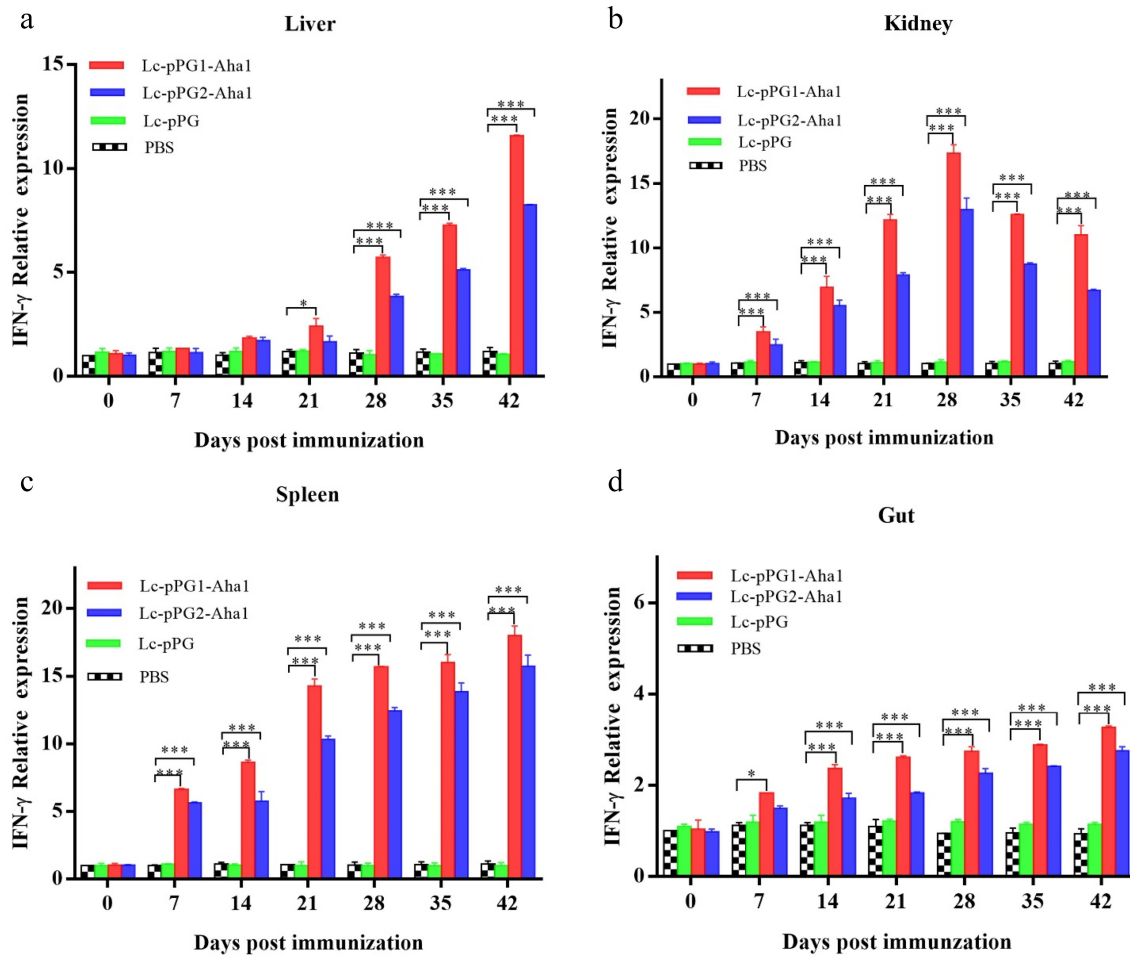 a
Liver
IFN-γ Relative expression
15
10
5
0
Lc-pPG1-Aha1
Lc-pPG2-Aha1
Lc-pPG
PBS
*
***
***
***
***
***
***
0 7 14 21 28 35 42
Days post immunization
b
Kidney
IFN-γ Relative expression
20
15
10
5
0
Lc-pPG1-Aha1
Lc-pPG2-Aha1
Lc-pPG
PBS
***
***
***
***
***
***
***
***
***
***
***
***
0 7 14 21 28 35 42
Days post immunization
c
Spleen
IFN-γ Relative expression
20
15
10
5
0
Lc-pPG1-Aha1
Lc-pPG2-Aha1
Lc-pPG
PBS
***
***
***
***
***
***
***
***
***
***
***
***
0 7 14 21 28 35 42
Days post immunization
d
Gut
IFN-γ Relative expression
6
4
2
0
Lc-pPG1-Aha1
Lc-pPG2-Aha1
Lc-pPG
PBS
*
***
***
***
***
***
***
***
***
***
***
0 7 14 21 28 35 42
Days post immunzation